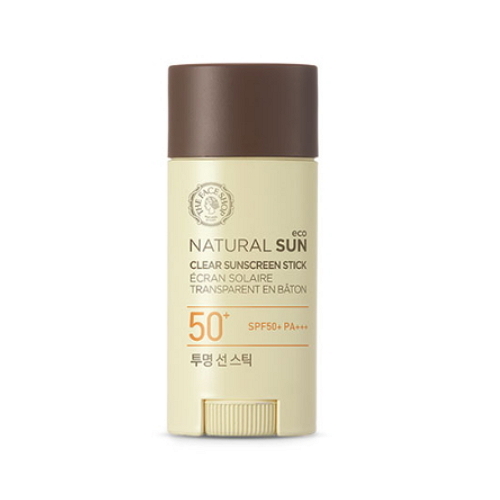 THE FACE SHOP
eco
NATURAL SUN
CLEAR SUNSCREEN STICK
ÉCRAN SOLAIRE
TRANSPARENT EN BÂTON
50+
SPF50+ PA+++
투명 선 스틱